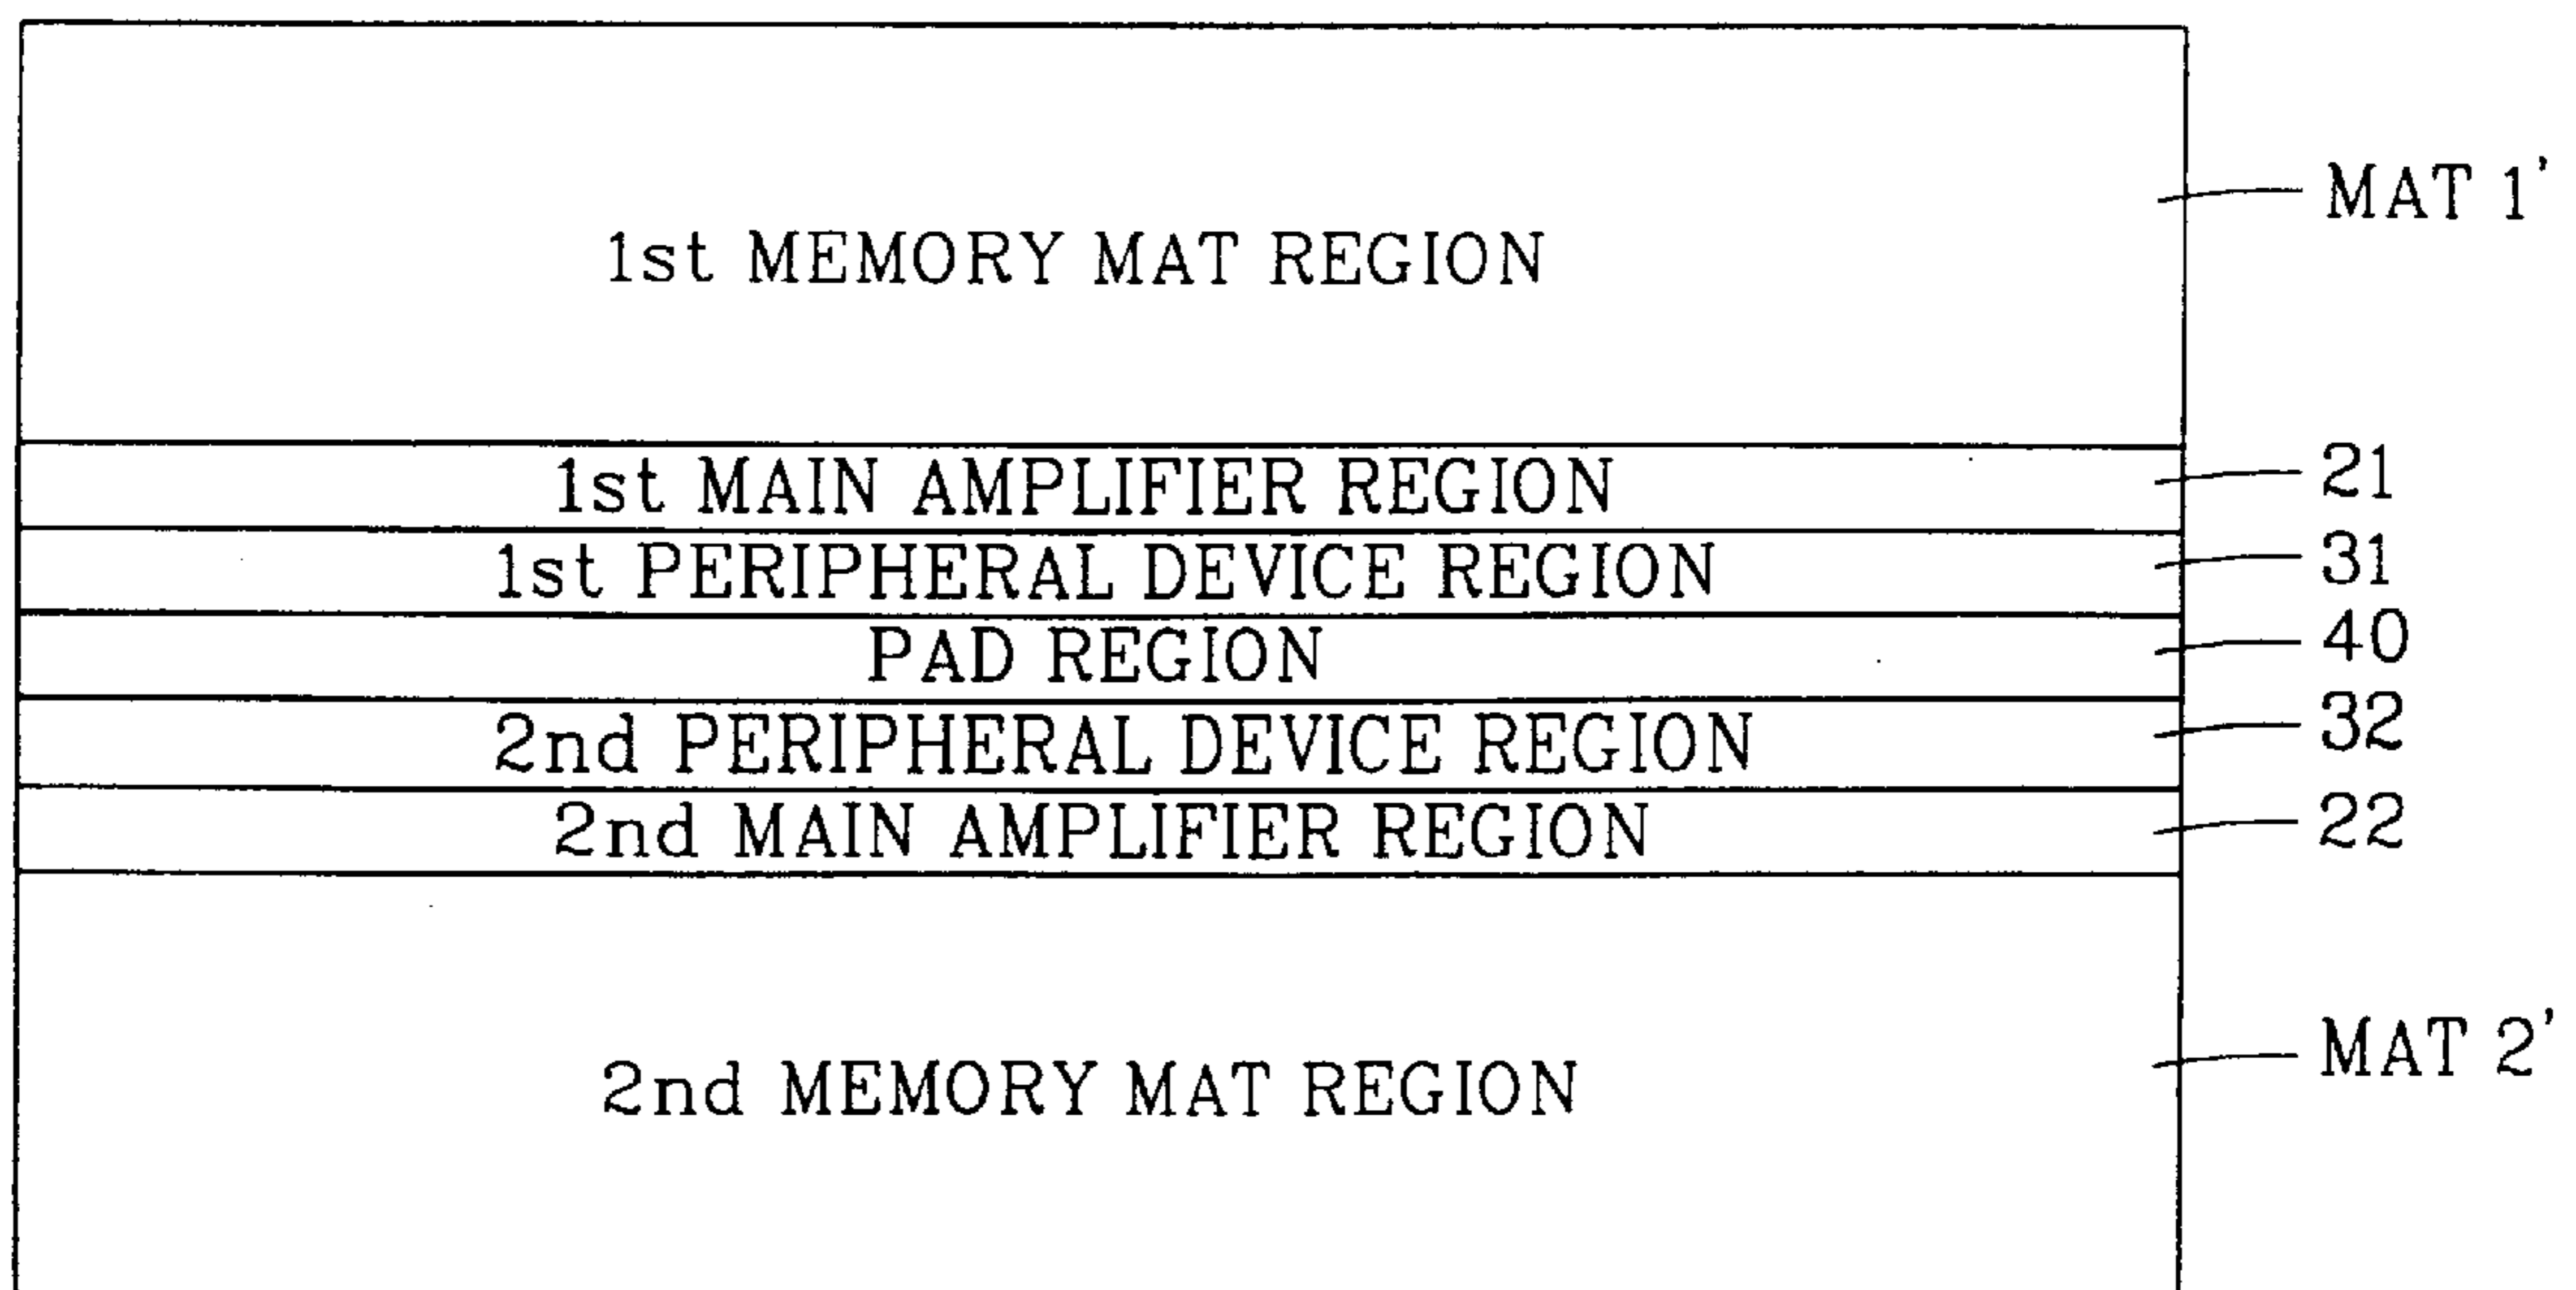 1st MEMORY MAT REGION
MAT 1'
1st MAIN AMPLIFIER REGION
21
1st PERIPHERAL DEVICE REGION
31
PAD REGION
40
2nd PERIPHERAL DEVICE REGION
32
2nd MAIN AMPLIFIER REGION
22
2nd MEMORY MAT REGION
MAT 2'